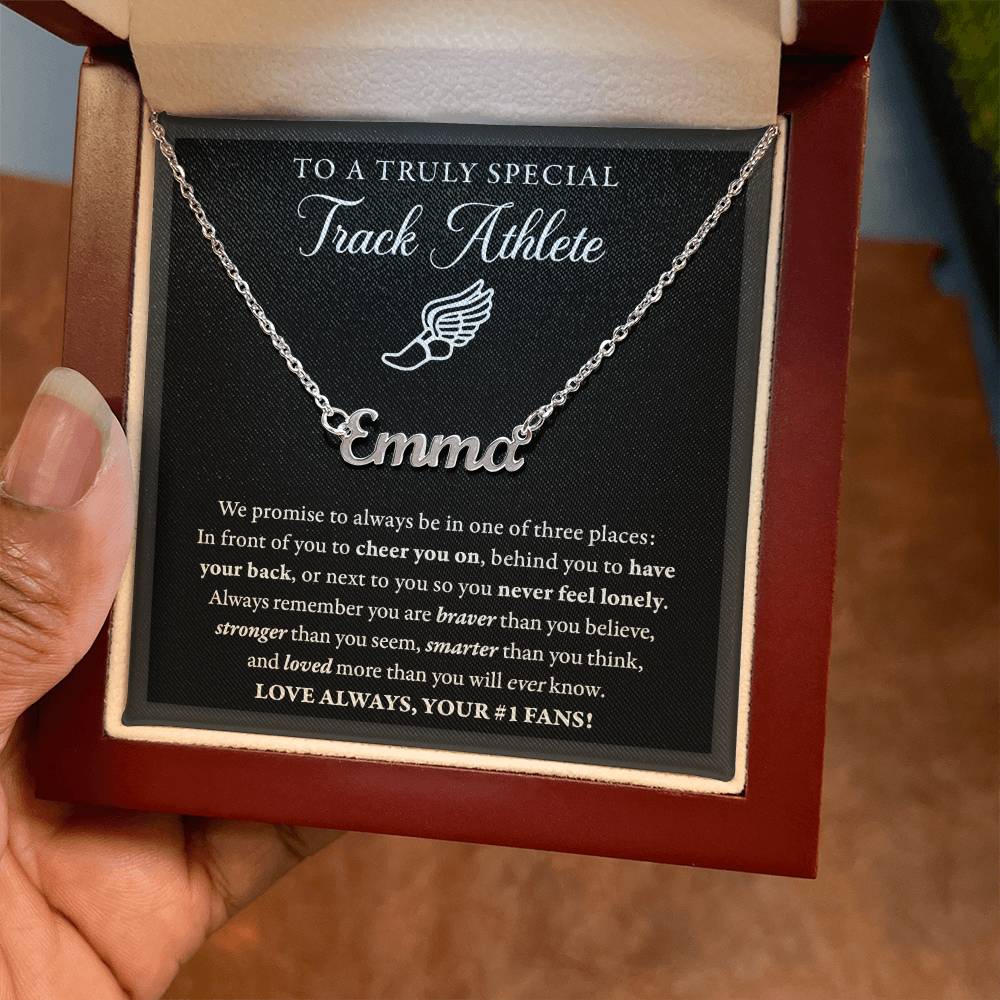 TO A TRULY SPECIAL
Track Athlete
Emma
We promise to always be in one of three places:
In front of you to cheer you on, behind you to have
your back, or next to you so you never feel lonely.
Always remember you are braver than you believe,
stronger than you seem, smarter than you think,
and loved more than you will ever know.
LOVE ALWAYS, YOUR #1 FANS!